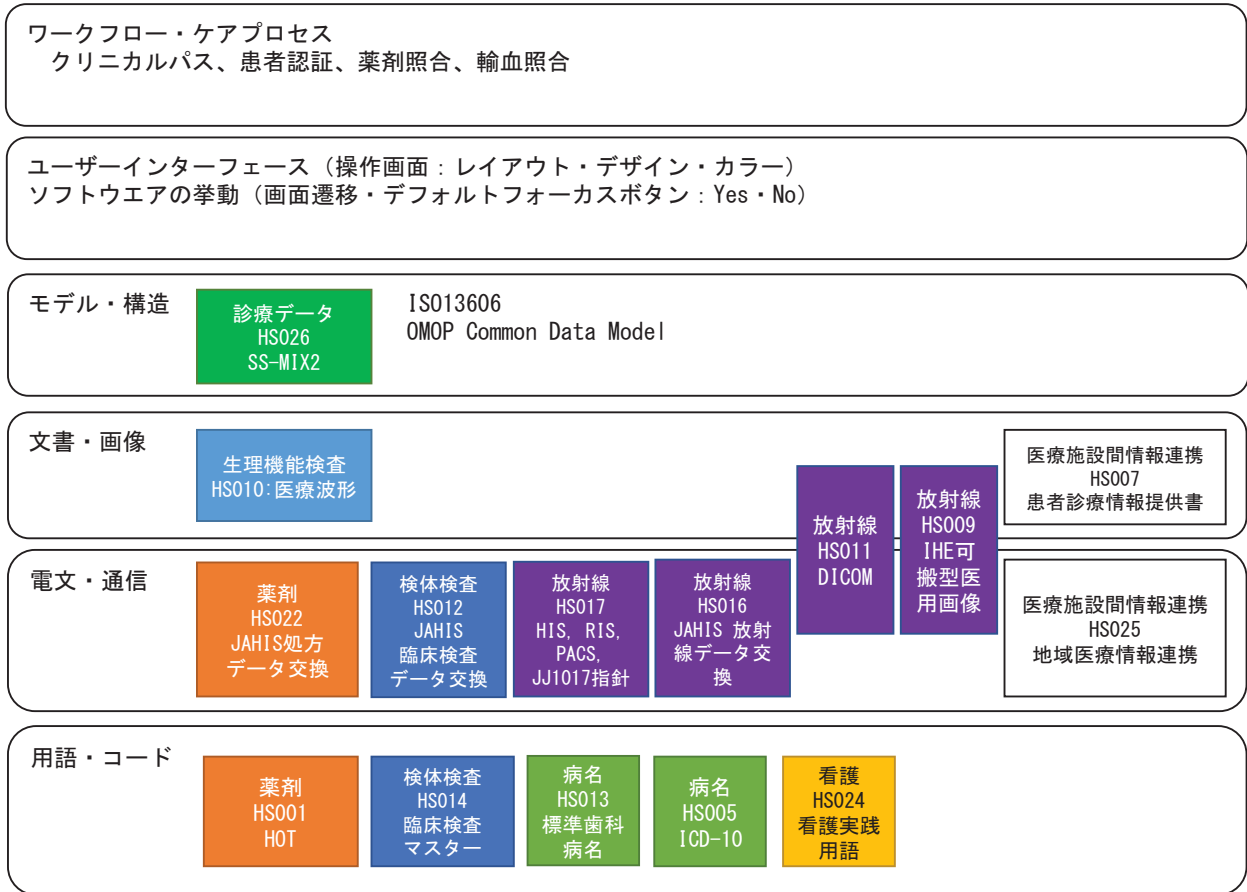 ワークフロー・ケアプロセス
クリニカルパス、患者認証、薬剤照合、輸血照合
ユーザーインターフェース（操作画面：レイアウト・デザイン・カラー）
ソフトウエアの挙動（画面遷移・デフォルトフォーカスボタン：Yes・No）
モデル・構造
診療データ
HS026
SS-MIX2
ISO13606
OMOP Common Data Model
文書・画像
生理機能検査
HS010:医療波形
放射線
HS011
DICOM
放射線
HS009
IHE可
搬型医
用画像
医療施設間情報連携
HS007
患者診療情報提供書
電文・通信
薬剤
HS022
JAHIS処方
データ交換
検体検査
HS012
JAHIS
臨床検査
データ交換
放射線
HS017
HIS, RIS,
PACS,
JJ1017指針
放射線
HS016
JAHIS 放射
線データ交
換
医療施設間情報連携
HS025
地域医療情報連携
用語・コード
薬剤
HS001
HOT
検体検査
HS014
臨床検査
マスター
病名
HS013
標準歯科
病名
病名
HS005
ICD-10
看護
HS024
看護実践
用語